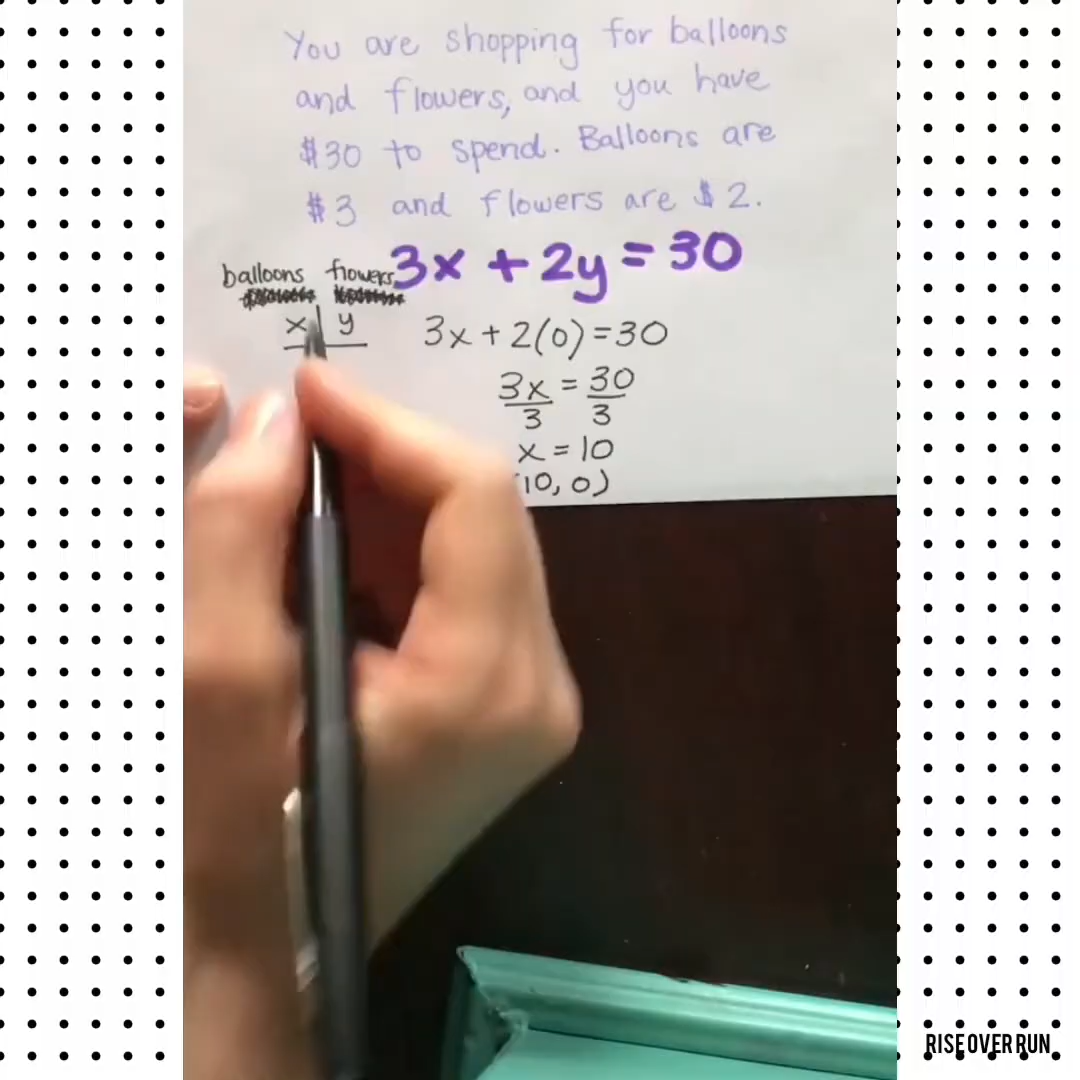 You are shopping for balloons
and flowers, and you have
$30 to spend. Balloons are
$3 and flowers are $2.
3x + 2y = 30
balloons flowers
x y
3x + 2(0) = 30
3x = 30
3 3
x = 10
10, 0)
RISE OVER RUN